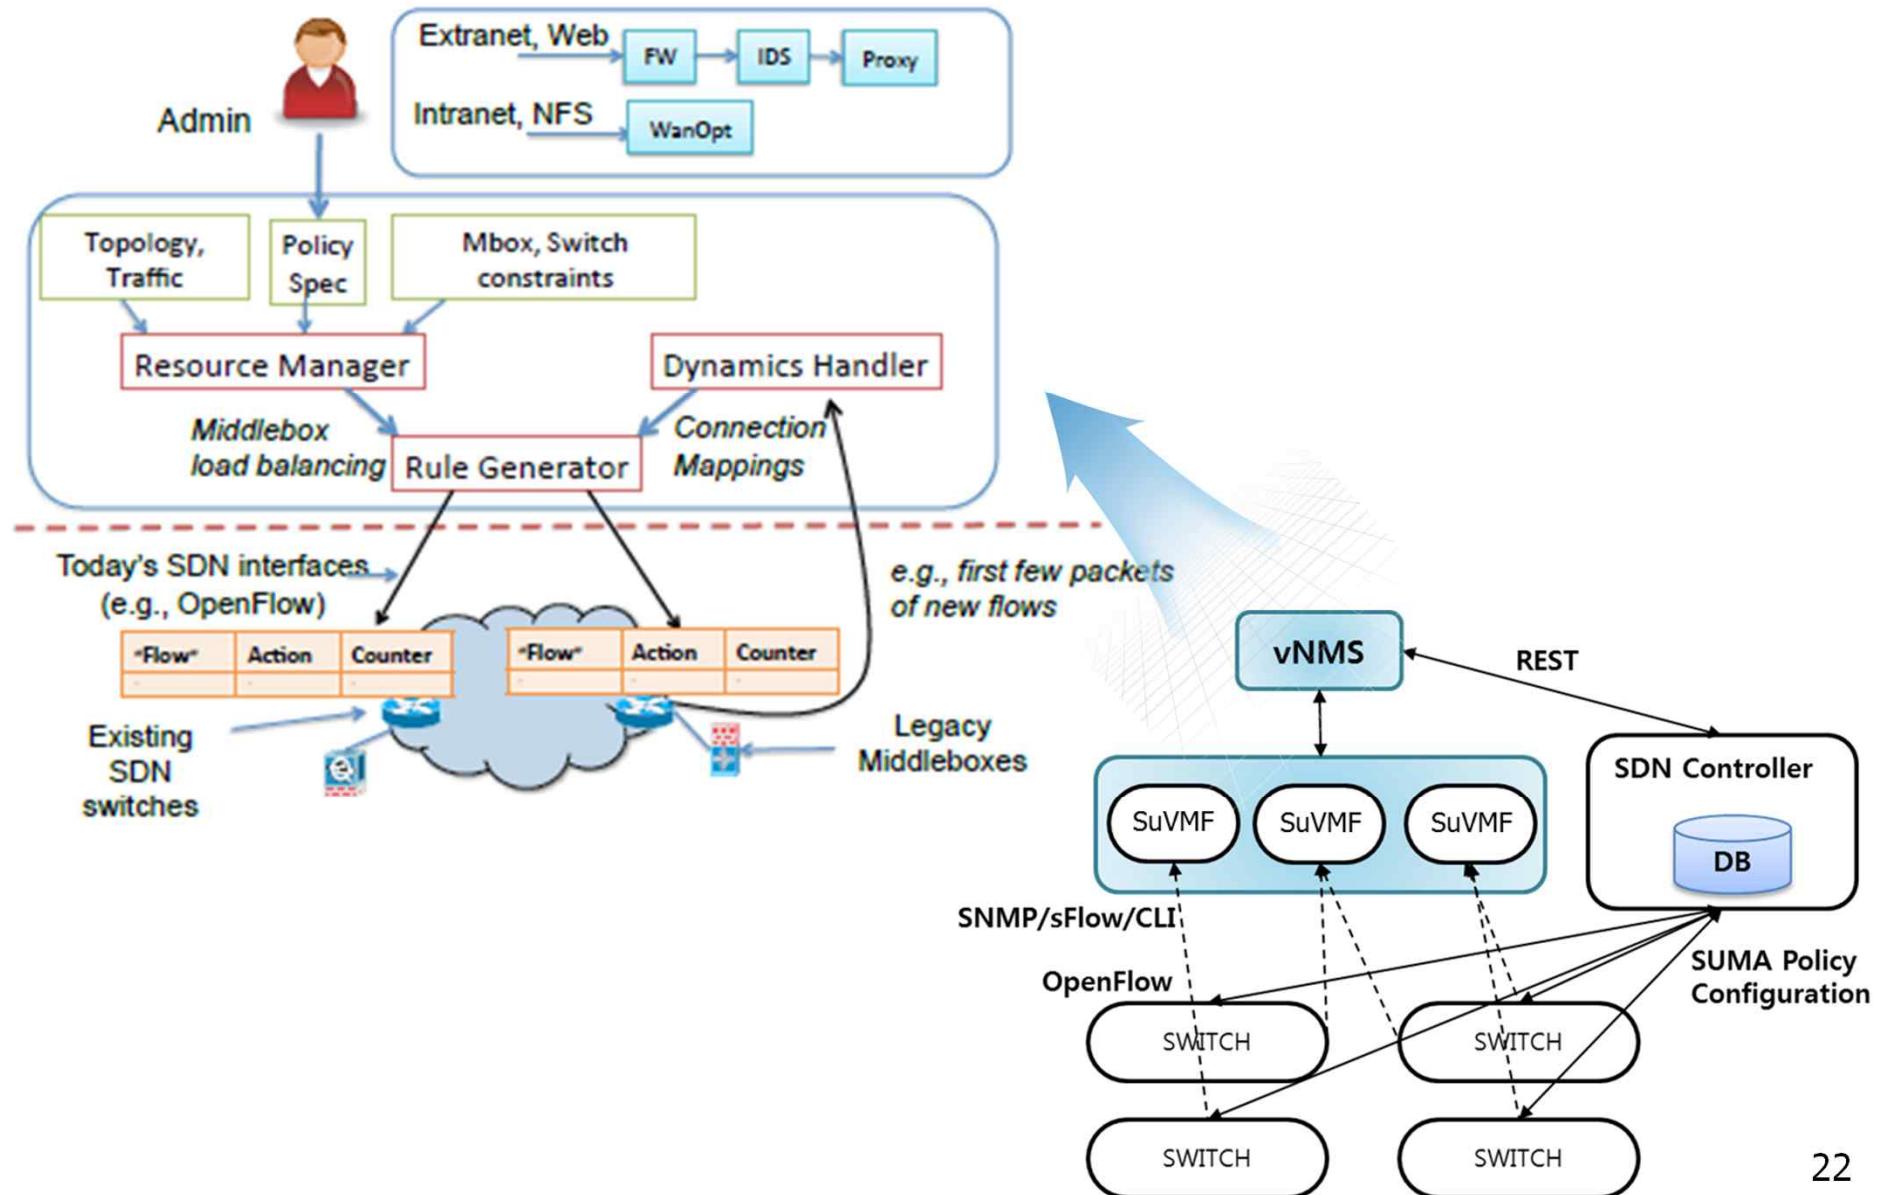 Extranet, Web
FW
IDS
Proxy
Intranet, NFS
WanOpt
Admin
Topology,
Traffic
Policy
Spec
Mbox, Switch
constraints
Resource Manager
Dynamics Handler
Middlebox
load balancing
Rule Generator
Connection
Mappings
Today's SDN interfaces
(e.g., OpenFlow)
e.g., first few packets
of new flows
"Flow" Action Counter
"Flow" Action Counter
Existing
SDN
switches
Legacy
Middleboxes
vNMS
REST
SDN Controller
DB
SuVMF
SuVMF
SuVMF
SNMP/sFlow/CLI
OpenFlow
SUMA Policy
Configuration
SWITCH
SWITCH
SWITCH
SWITCH
22